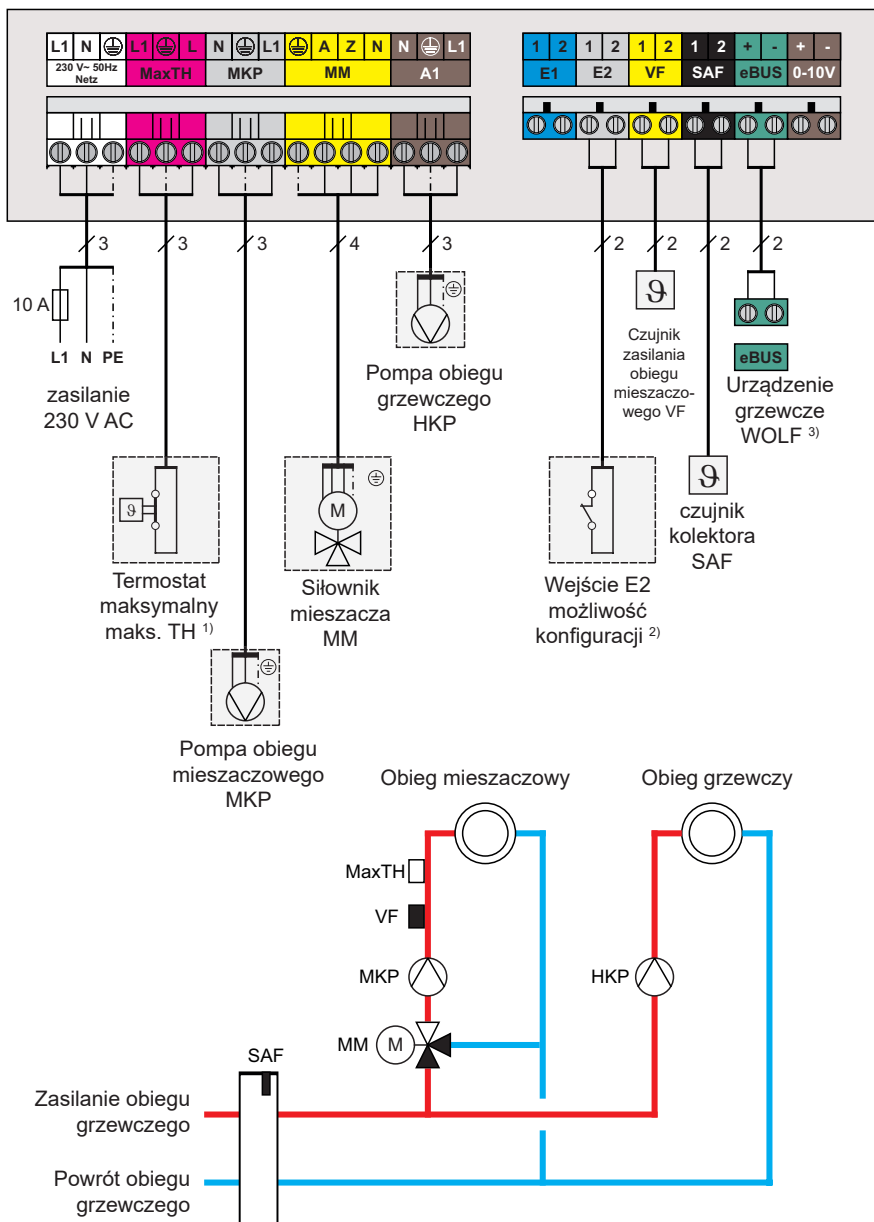 L1 N L1 L N L1 A Z N N L1
230 V~ 50Hz
Netz
MaxTH MKP MM A1
1 2 1 2 1 2 1 2 + - + -
E1 E2 VF SAF eBUS 0-10V
3 3 3 4 3 2 2 2 2
10 A
L1 N PE
zasilanie
230 V AC
Pompa obiegu
grzewczego
HKP
ϑ
Czujnik
zasilania
obiegu
mieszaczo-
wego VF
eBUS
Urządzenie
grzewcze
WOLF 3)
ϑ
Termostat
maksymalny
maks. TH 1)
M
Siłownik
mieszacza
MM
Wejście E2
możliwość
konfiguracji 2)
ϑ
czujnik
kolektora
SAF
Pompa obiegu
mieszaczowego
MKP
Obieg mieszaczowy
Obieg grzewczy
MaxTH
VF
MKP
HKP
MM M
SAF
Zasilanie obiegu
grzewczego
Powrót obiegu
grzewczego